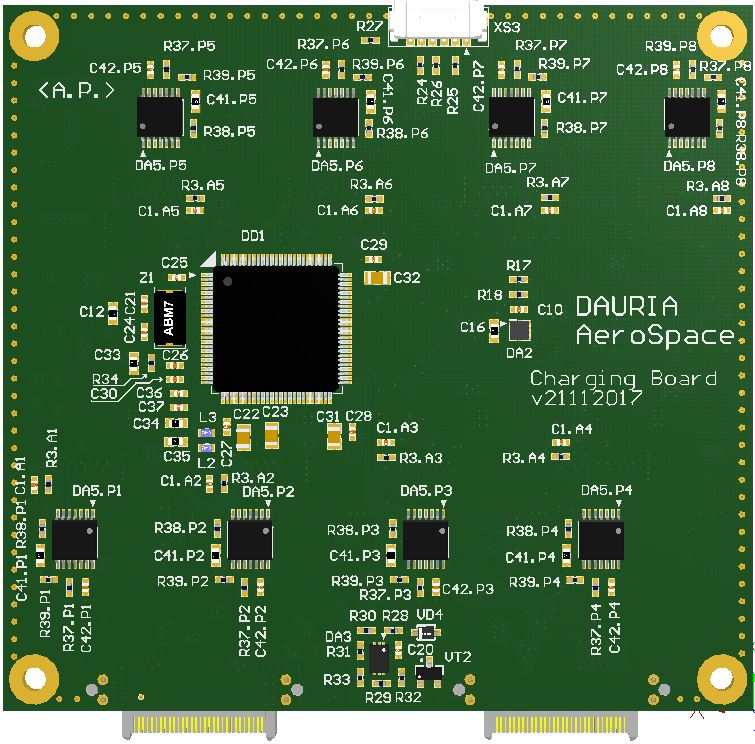 XS3
R27
R37.P5
R37.P6
R37.P7
R39.P8
C42.P5
R39.P5
C42.P6
R39.P6
R24
R26
R25
C42.P7
R39.P7
C42.P8
R37.P8
<A.P.>
C41.P5
C41.P6
C41.P7
C41.P8
R38.P5
R38.P6
R38.P7
R38.P8
DA5.P5
DA5.P6
DA5.P7
DA5.P8
R3.A5
R3.A6
R3.A7
R3.A8
C1.A5
C1.A6
C1.A7
C1.A8
DD1
C29
C25
Z1
C32
R17
C21
R18
C12
ABM7
C10
DAURIA
C24
C16
AeroSpace
DA2
C33
C26
R34
C30
C36
Charging Board
C37
v21112017
L3
C22
C23
C31
C28
C34
C1.A3
C1.A4
C35
C27
L2
R3.A3
R3.A4
R3.A1
C1.A1
C1.A2
R3.A2
DA5.P1
DA5.P2
DA5.P3
DA5.P4
R38.P1
R38.P2
R38.P3
R38.P4
C41.P1
C41.P2
C41.P3
C41.P4
R39.P1
R39.P2
R39.P3
R39.P4
R37.P1
C42.P1
R37.P2
C42.P2
R37.P3
C42.P3
R37.P4
C42.P4
R30
R28
VD4
DA3
R31
C20
VT2
R33
R29
R32